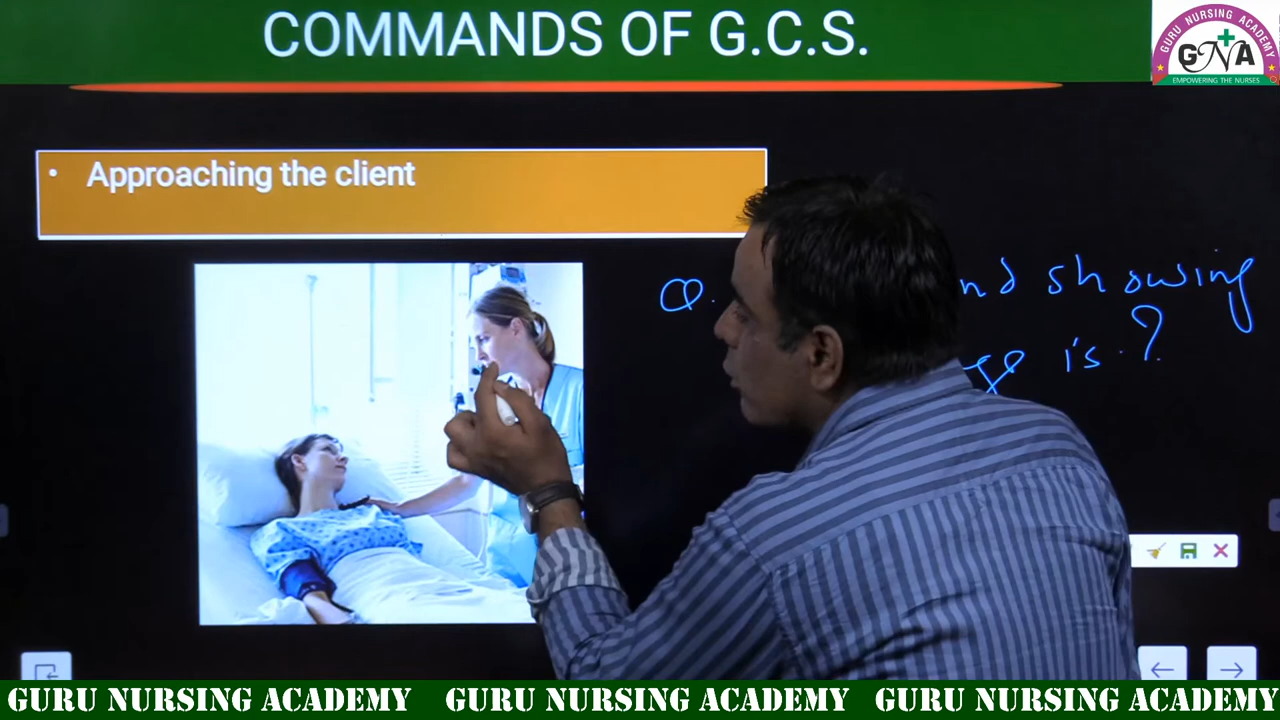 COMMANDS OF G.C.S.
GURU NURSING ACADEMY
GNA
EMPOWERING THE NURSES
• Approaching the client
Q. showing
is ?
GURU NURSING ACADEMY GURU NURSING ACADEMY GURU NURSING ACADEMY